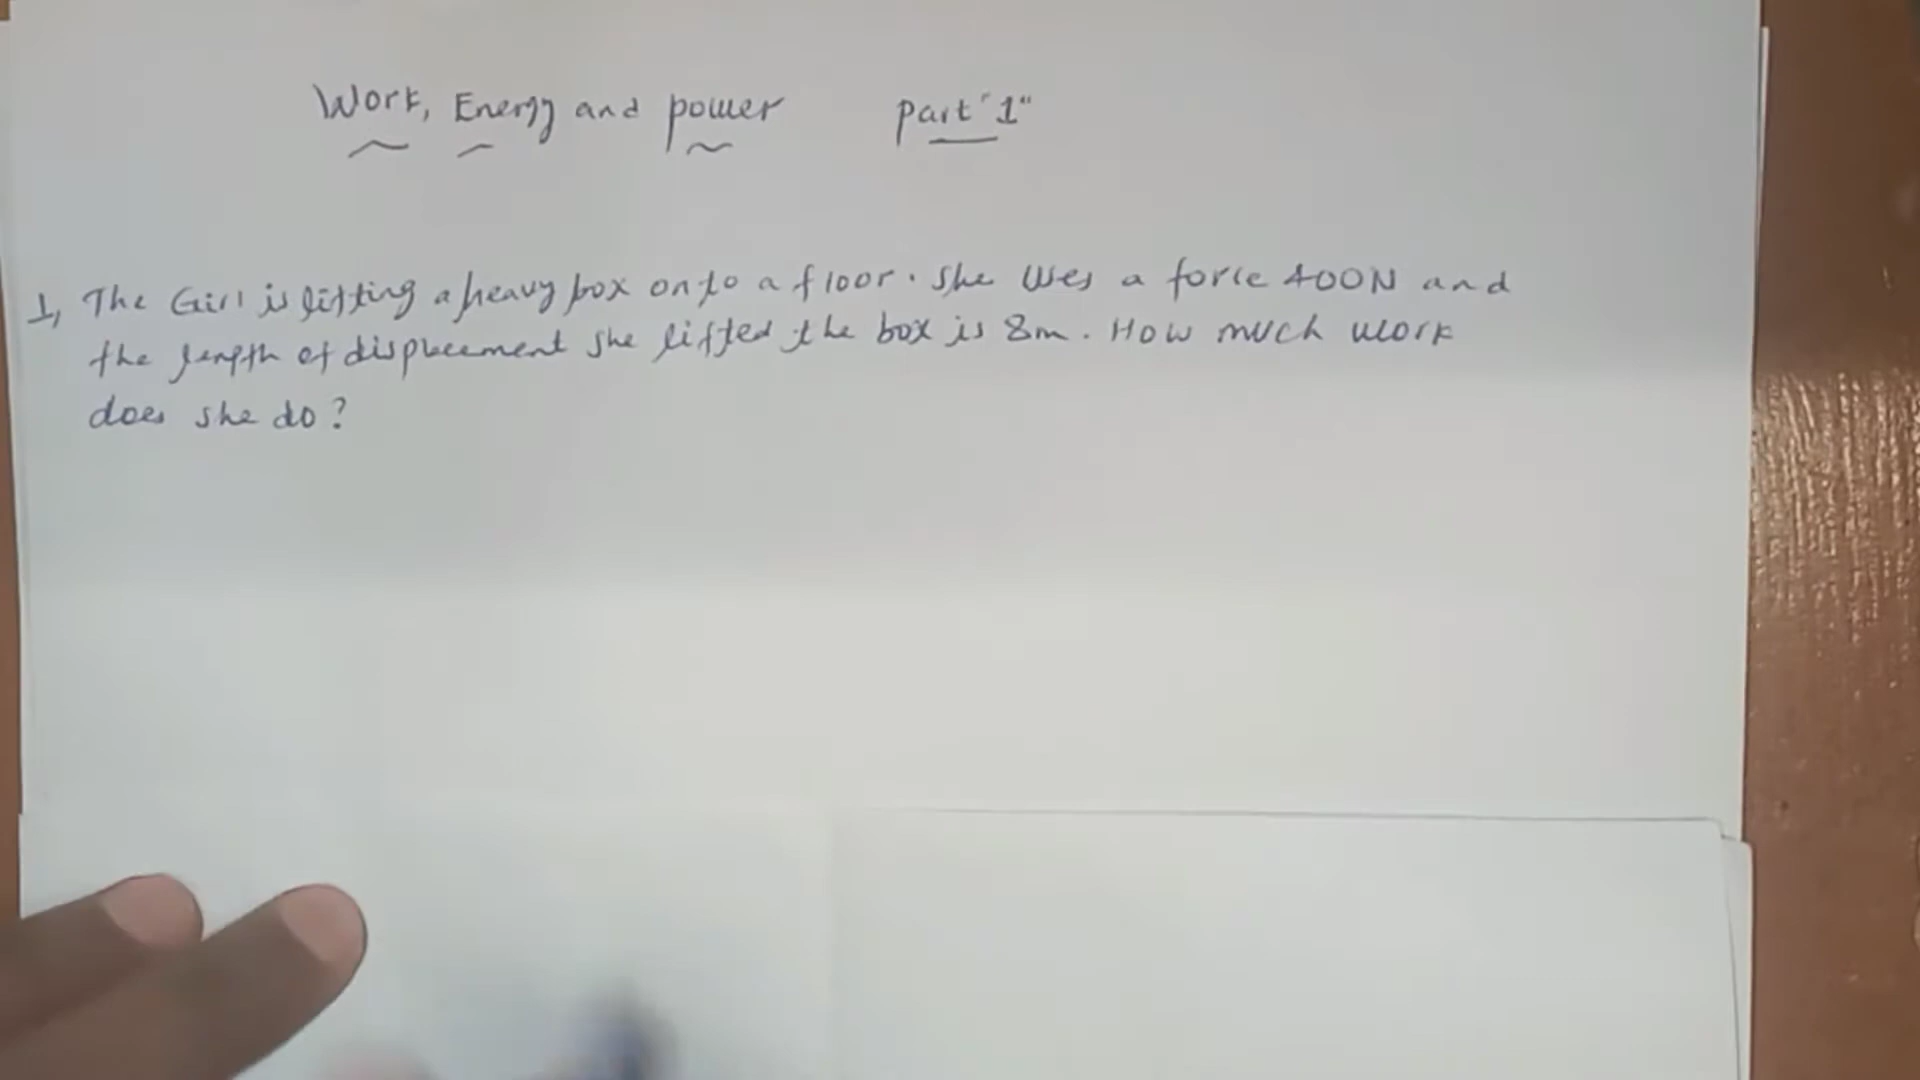 Work, Energy and power Part "1"
1, The Girl is lifting a heavy box onto a floor. She uses a force 400N and
the length of displacement she lifted the box is 8m. How much work
does she do?